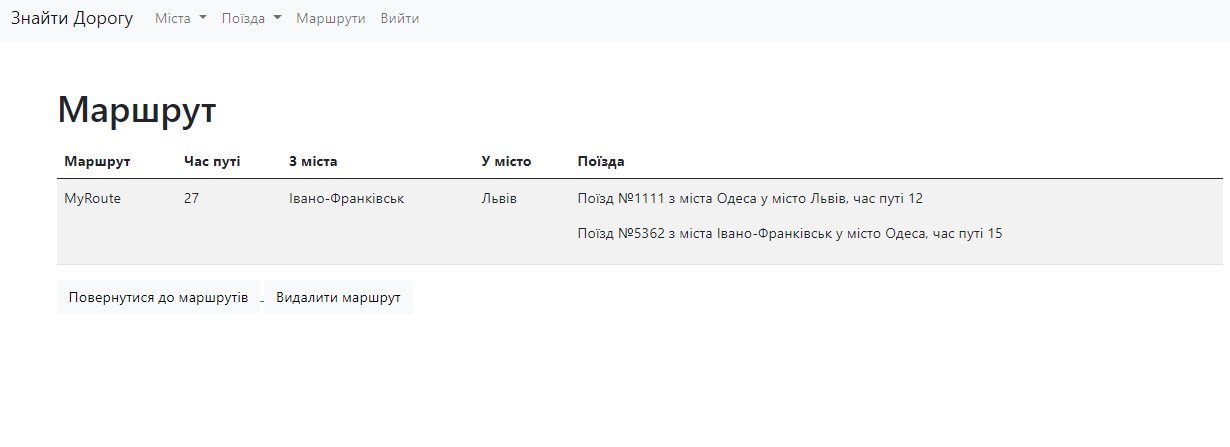 Знайти Дорогу Міста Поїзда Маршрути Вийти
Маршрут
Маршрут Час путі З міста У місто Поїзда
MyRoute 27 Івано-Франківськ Львів Поїзд №1111 з міста Одеса у місто Львів, час путі 12
Поїзд №5362 з міста Івано-Франківськ у місто Одеса, час путі 15
Повернутися до маршрутів Видалити маршрут